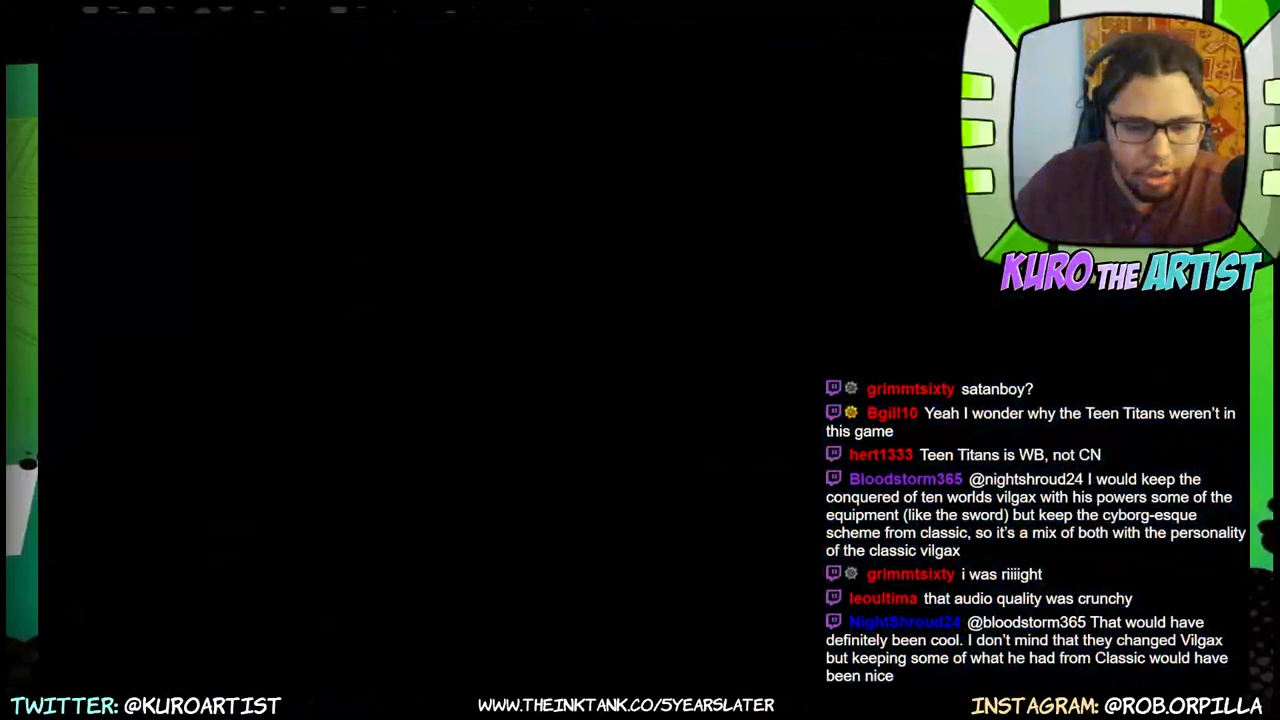 KURO THE ARTIST
grimmtsixty satanboy?
Bgill10 Yeah I wonder why the Teen Titans weren't in
this game
hert1333 Teen Titans is WB, not CN
Bloodstorm365 @nightshroud24 I would keep the
conquered of ten worlds vilgax with his powers some of the
equipment (like the sword) but keep the cyborg-esque
scheme from classic, so it's a mix of both with the personality
of the classic vilgax
grimmtsixty i was riiiight
leoultima that audio quality was crunchy
NightShroud24 @bloodstorm365 That would have
definitely been cool. I don't mind that they changed Vilgax
but keeping some of what he had from Classic would have
been nice
TWITTER: @KUROARTIST WWW.THEINKTANK.CO/5YEARSLATER INSTAGRAM: @ROB.ORPILLA